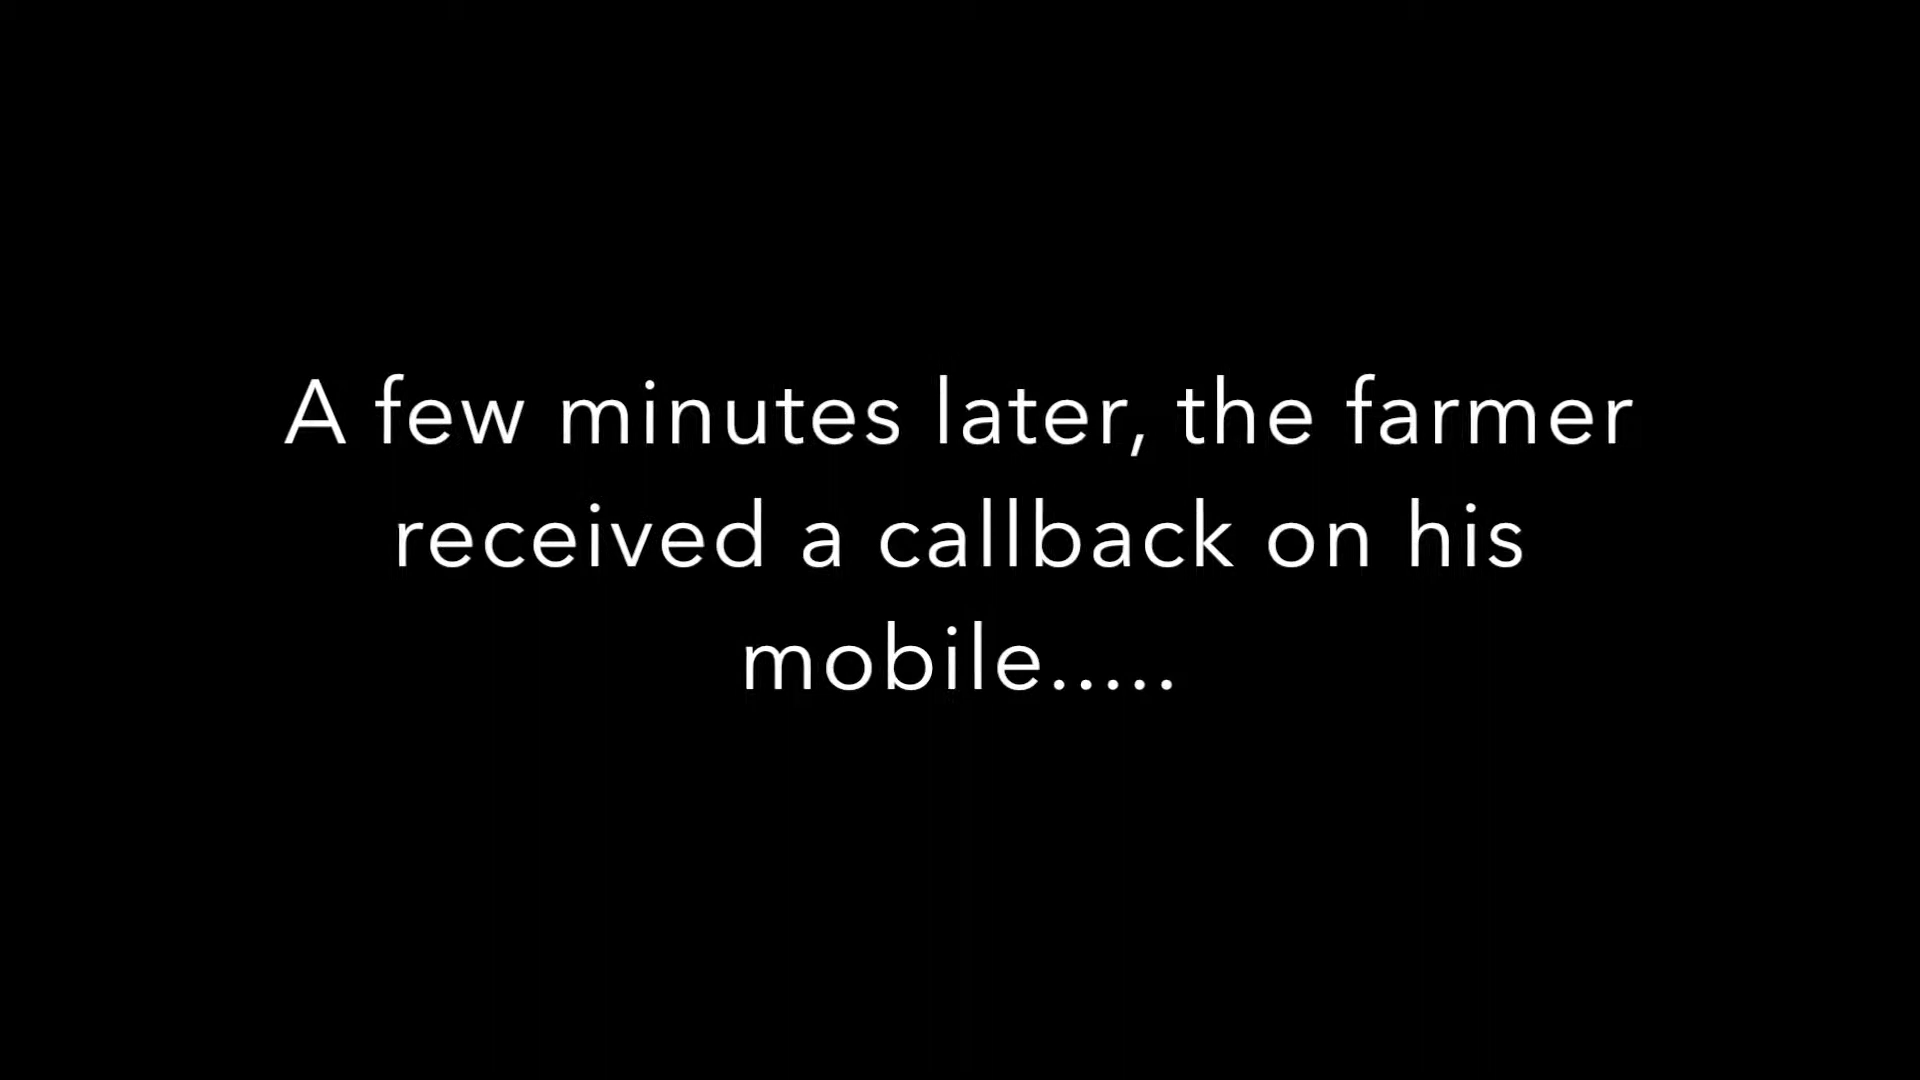 A few minutes later, the farmer
received a callback on his
mobile.....